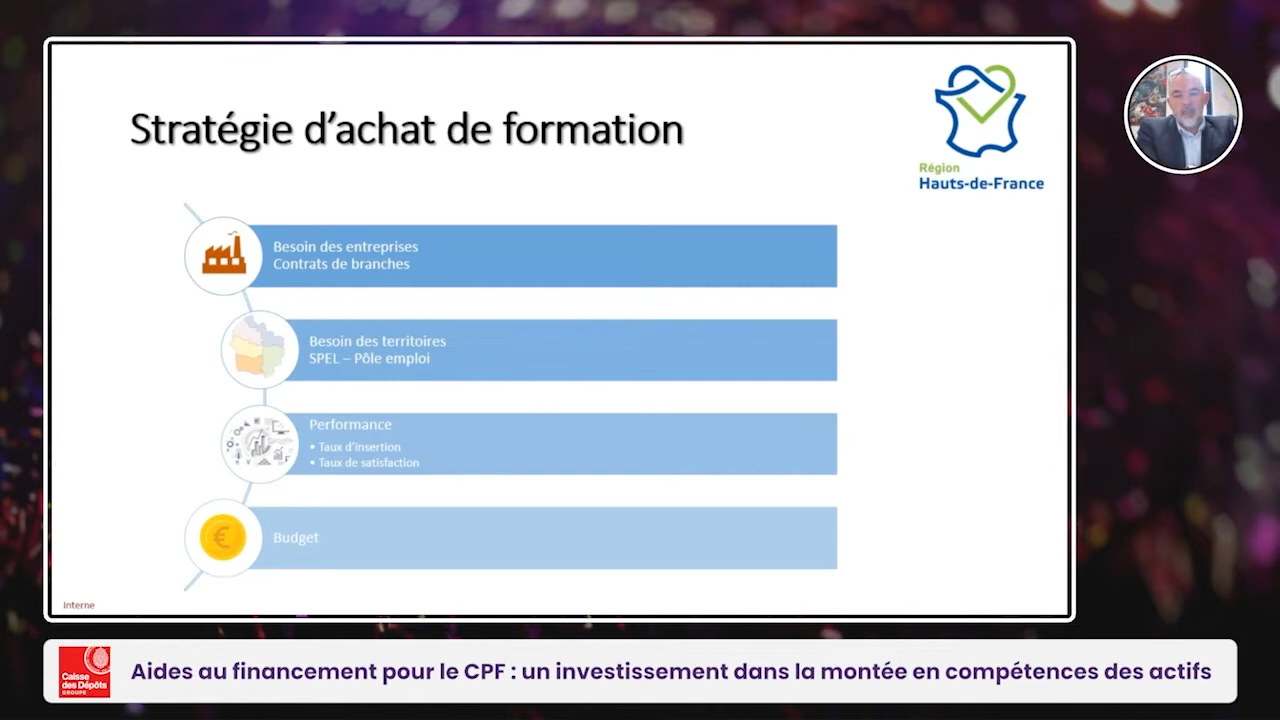 Stratégie d'achat de formation
Région
Hauts-de-France
Besoin des entreprises
Contrats de branches
Besoin des territoires
SPEL – Pôle emploi
Performance
• Taux d'insertion
• Taux de satisfaction
Budget
Interne
Caisse
des Dépôts
GROUPE
Aides au financement pour le CPF : un investissement dans la montée en compétences des actifs